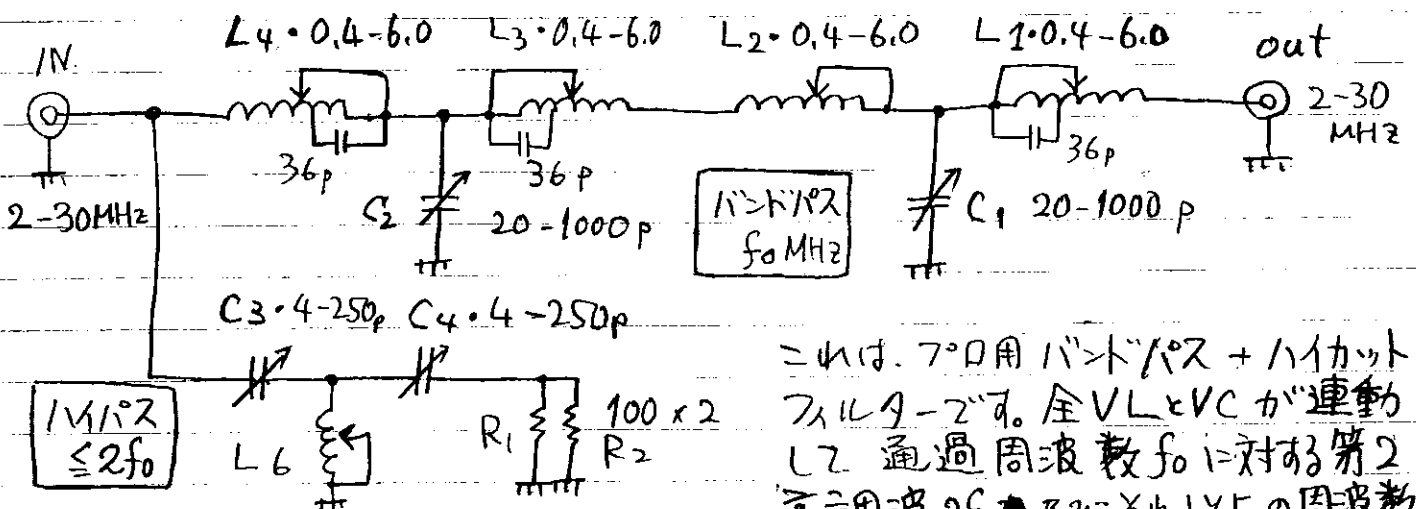 L4・0.4-6.0 L3・0.4-6.0 L2・0.4-6.0 L1・0.4-6.0
IN
out
2-30
MHz
36p
36p
36p
2-30MHz
C2
20-1000p
バンドパス
f0 MHz
C1 20-1000p
C3・4-250p C4・4-250p
ハイパス
≦2f0
L6
R1
100×2
R2
これは、プロ用バンドパス+ハイカット
フィルターです。全VLとVCが連動
して通過周波数f0に対する第2